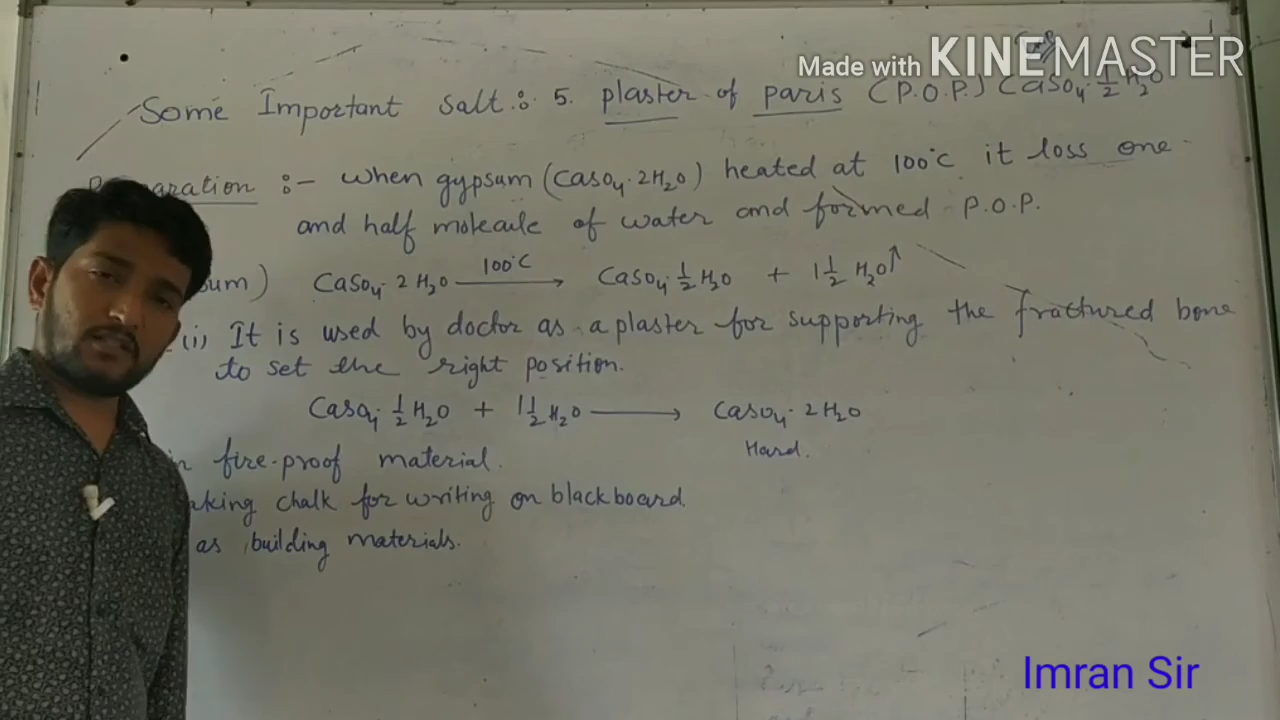 Made with KINEMASTER
Some Important Salt :- 5. plaster of paris (P.O.P) CaSO₄·½H₂O
Preparation :- when gypsum (CaSO₄·2H₂O) heated at 100°C it loss one
and half molecule of water and formed P.O.P.
sum) CaSO₄·2H₂O 100°C → CaSO₄·½H₂O + 1½ H₂O↑
(i) It is used by doctor as a plaster for supporting the fractured bone
to set the right position.
CaSO₄·½H₂O + 1½H₂O → CaSO₄·2H₂O
Hard.
in fire-proof material.
aking chalk for writing on blackboard
as building materials.
Imran Sir